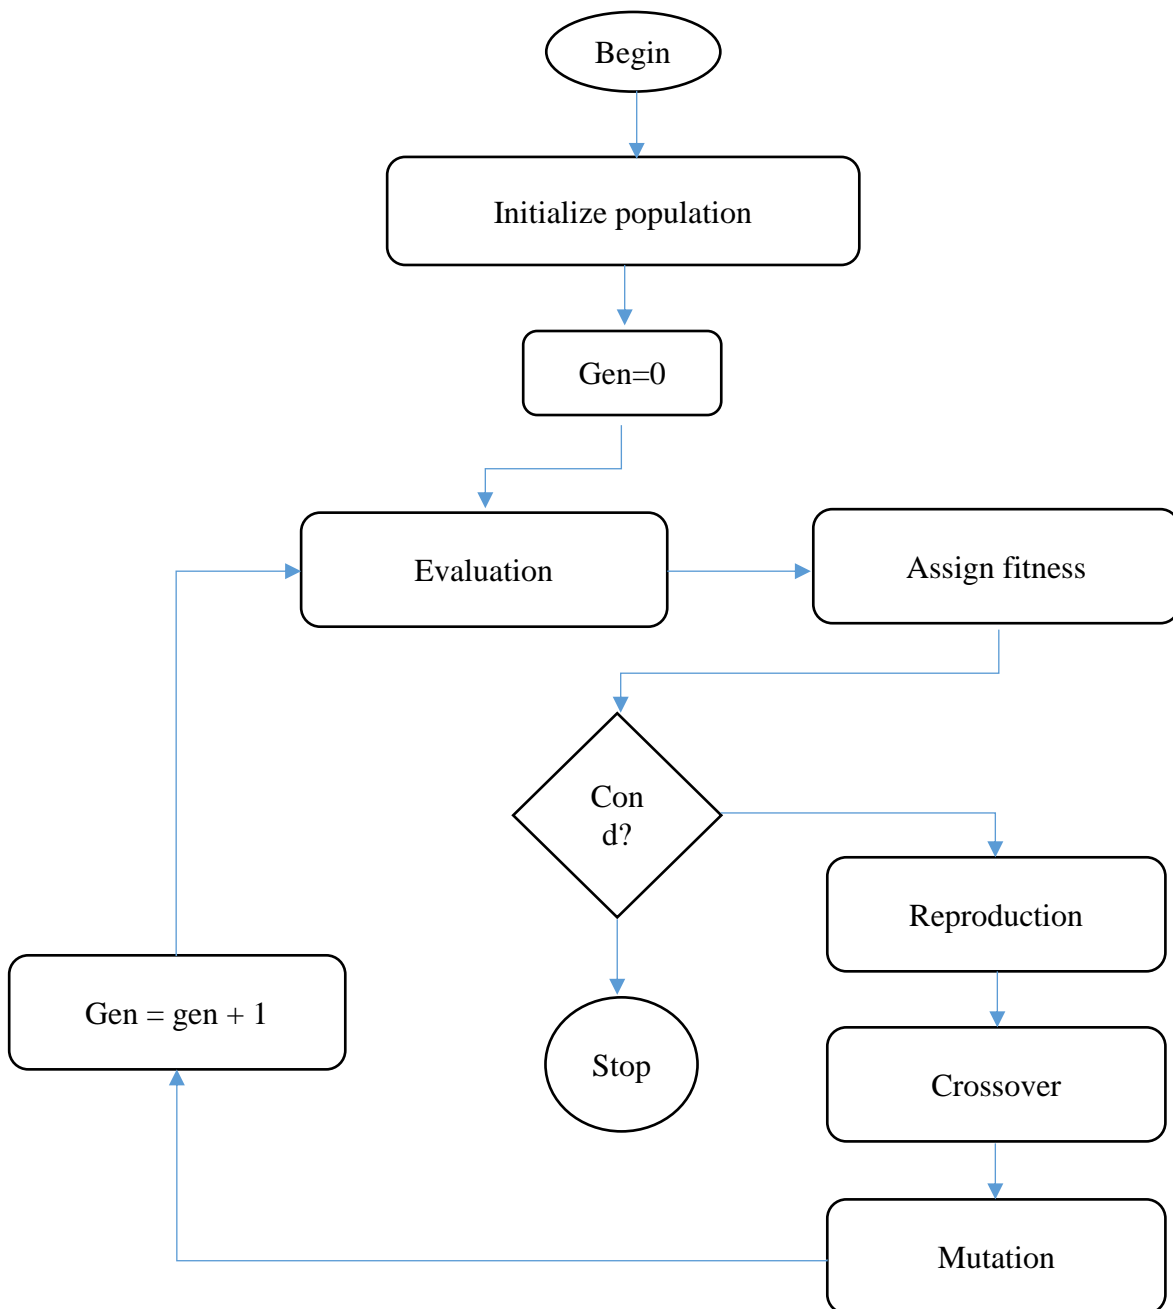 Begin
Initialize population
Gen=0
Evaluation
Assign fitness
Con
d?
Reproduction
Gen = gen + 1
Stop
Crossover
Mutation